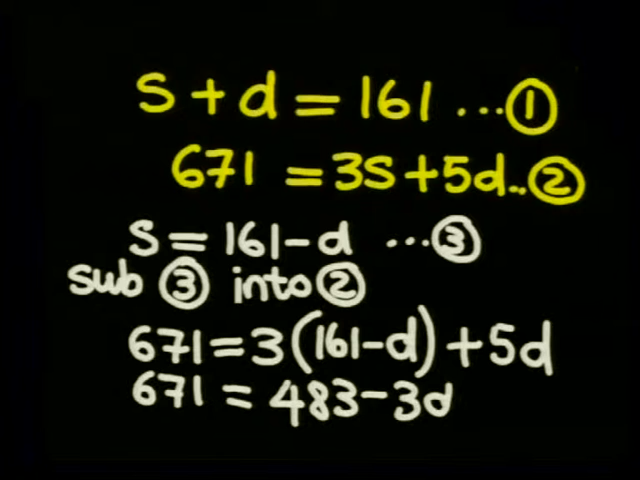 s + d = 161 ... ①
671 = 3s + 5d .. ②
s = 161 - d ... ③
sub ③ into ②
671 = 3(161 - d) + 5d
671 = 483 - 3d